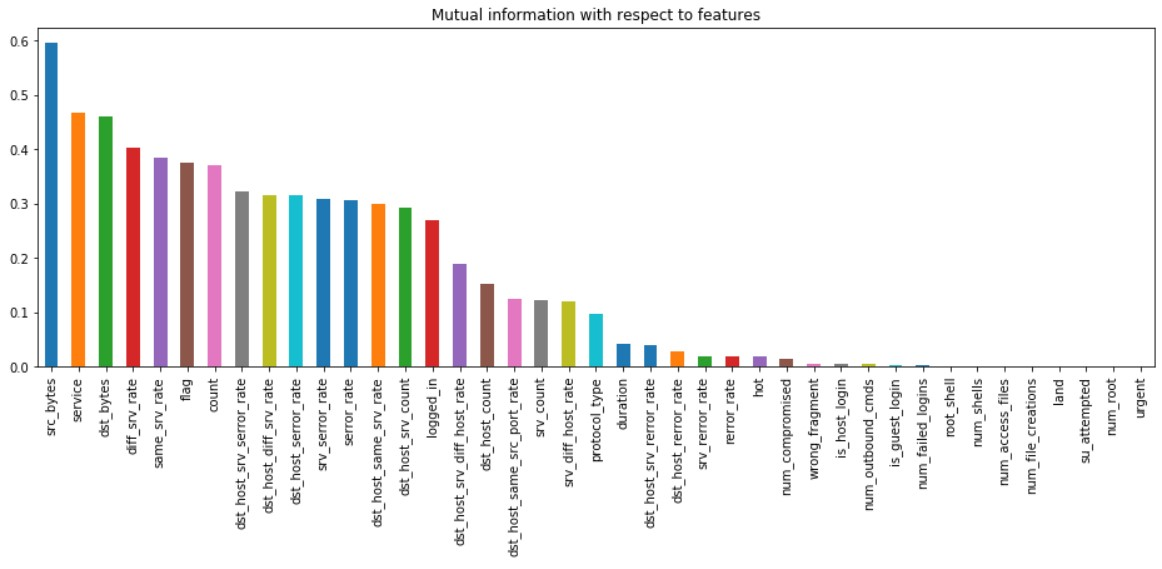 Mutual information with respect to features
0.6
0.5
0.4
0.3
0.2
0.1
0.0
src_bytes
service
dst_bytes
diff_srv_rate
same_srv_rate
flag
count
dst_host_srv_serror_rate
dst_host_diff_srv_rate
dst_host_serror_rate
srv_serror_rate
serror_rate
dst_host_same_srv_rate
dst_host_srv_count
logged_in
dst_host_srv_diff_host_rate
dst_host_count
dst_host_same_src_port_rate
srv_count
srv_diff_host_rate
protocol_type
duration
dst_host_srv_rerror_rate
dst_host_rerror_rate
srv_rerror_rate
rerror_rate
hot
num_compromised
wrong_fragment
is_host_login
num_outbound_cmds
is_guest_login
num_failed_logins
root_shell
num_shells
num_access_files
num_file_creations
land
su_attempted
num_root
urgent